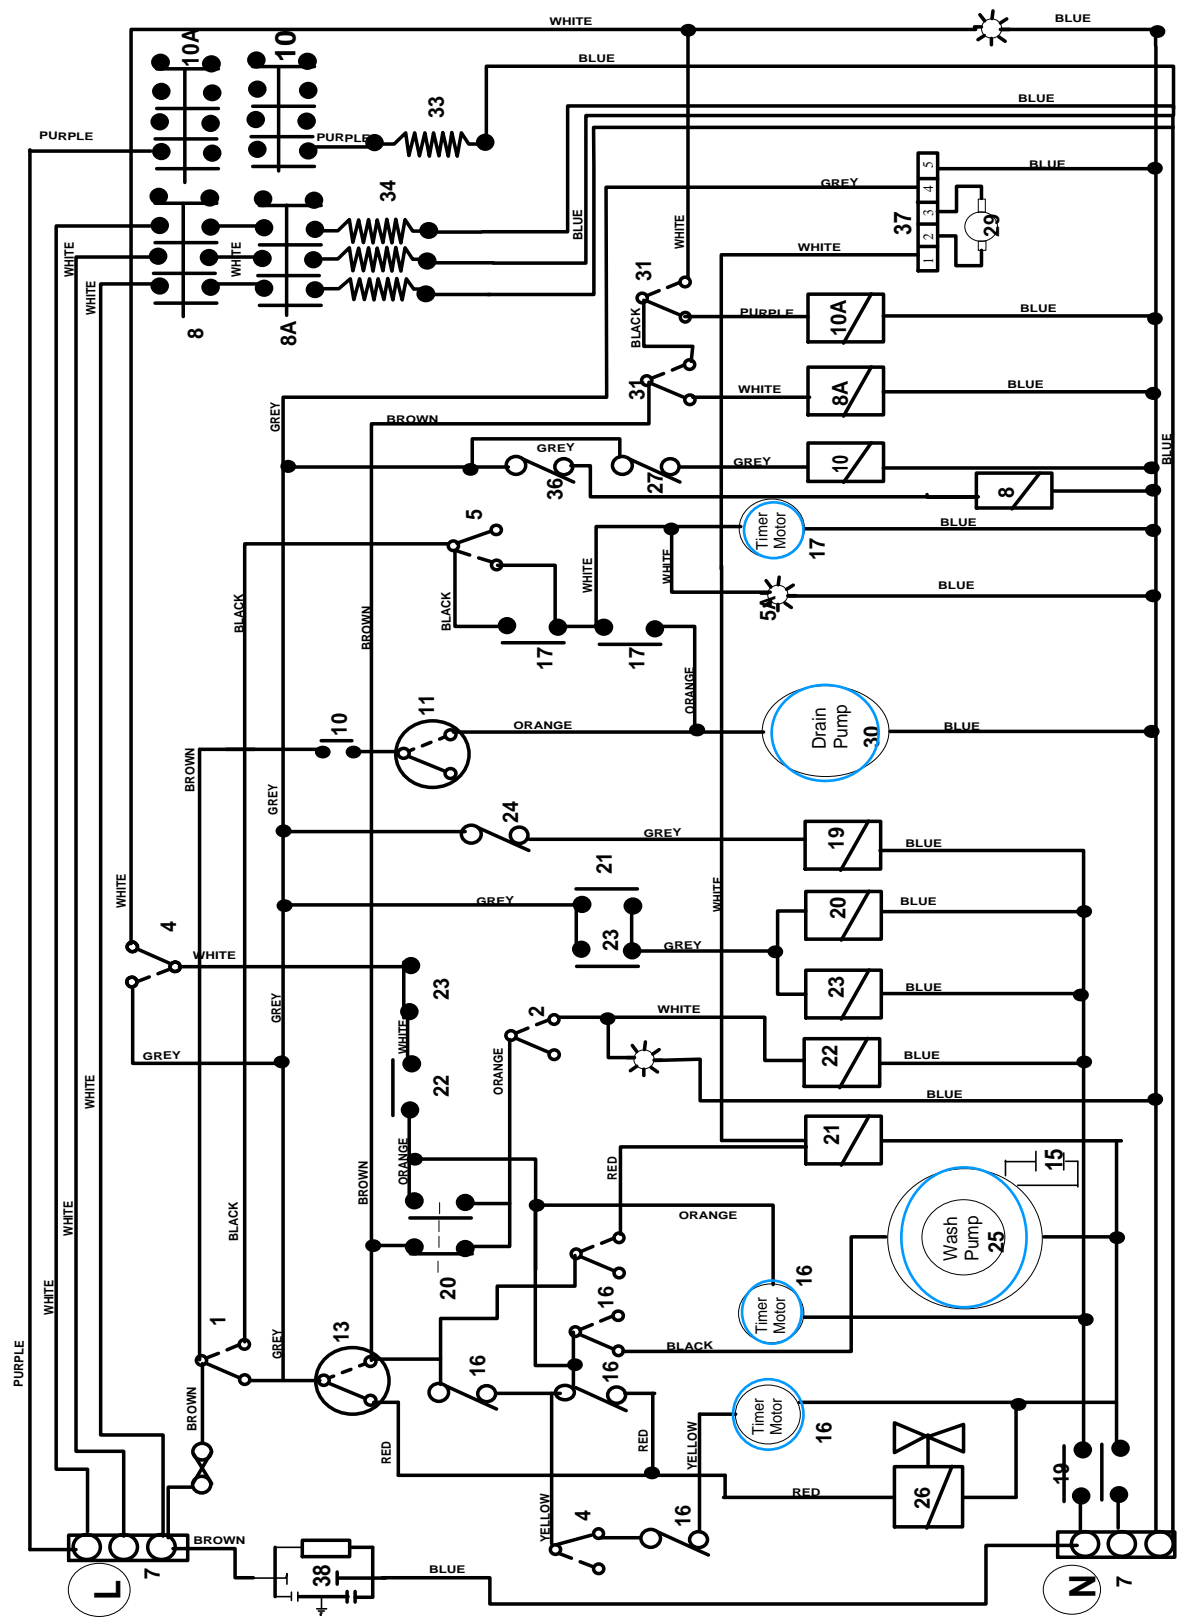 WHITE
BLUE
10A
10
BLUE
33
BLUE
PURPLE
PURPLE
34
GREY
BLUE
5
4
3
2
1
37
29
WHITE
WHITE
WHITE
BLUE
WHITE
WHITE
31
8
8A
PURPLE
10A
BLUE
BLACK
31
WHITE
8A
BLUE
GREY
BROWN
GREY
BLUE
36
27
GREY
10
8
5
Timer
Motor
17
BLUE
WHITE
WHITE
BLACK
BLACK
BROWN
5A
BLUE
17
17
ORANGE
10
11
ORANGE
Drain
Pump
30
BLUE
BROWN
GREY
24
GREY
19
BLUE
21
WHITE
4
GREY
23
20
BLUE
WHITE
WHITE
GREY
23
23
BLUE
GREY
WHITE
2
WHITE
GREY
22
ORANGE
22
BLUE
WHITE
BLUE
21
ORANGE
BROWN
RED
15
BLACK
ORANGE
Wash
Pump
25
WHITE
20
16
16
Timer
Motor
1
13
GREY
BLACK
PURPLE
16
16
Timer
Motor
16
BROWN
RED
RED
YELLOW
RED
26
19
YELLOW
4
16
BROWN
L
7
38
BLUE
N
7